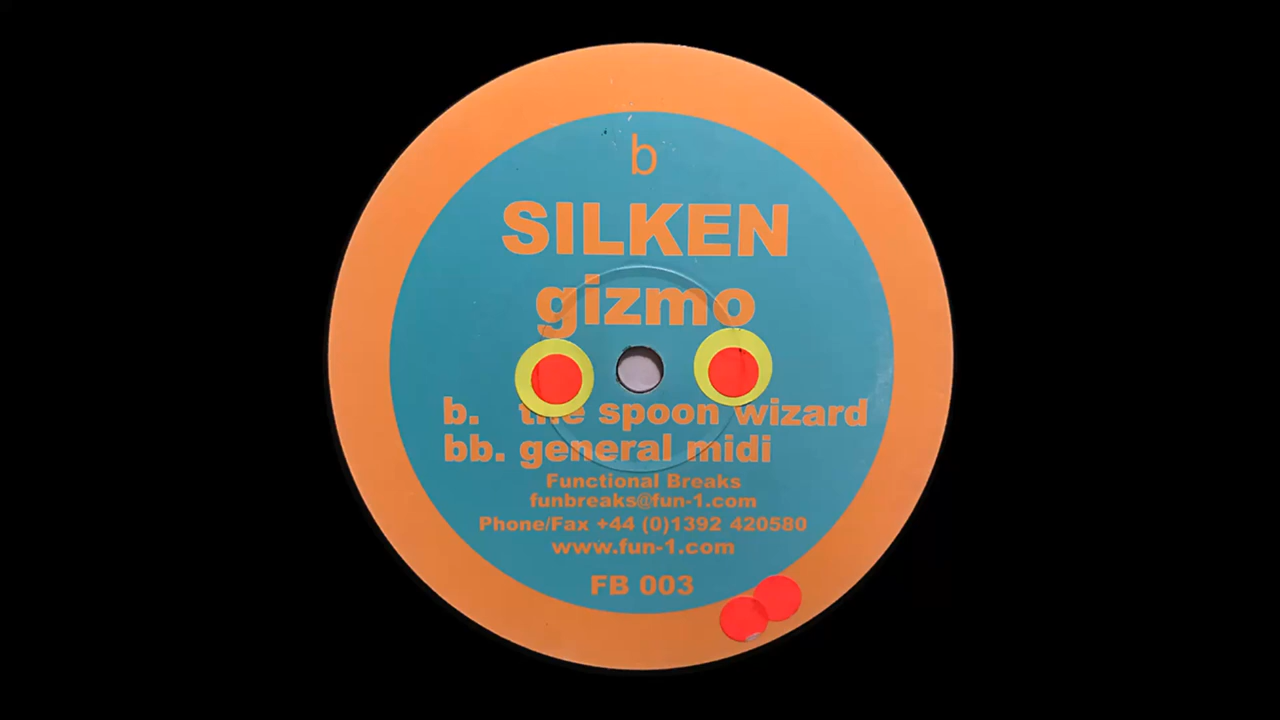 b
SILKEN
gizmo
b. the spoon wizard
bb. general midi
Functional Breaks
funbreaks@fun-1.com
Phone/Fax +44 (0)1392 420580
www.fun-1.com
FB 003